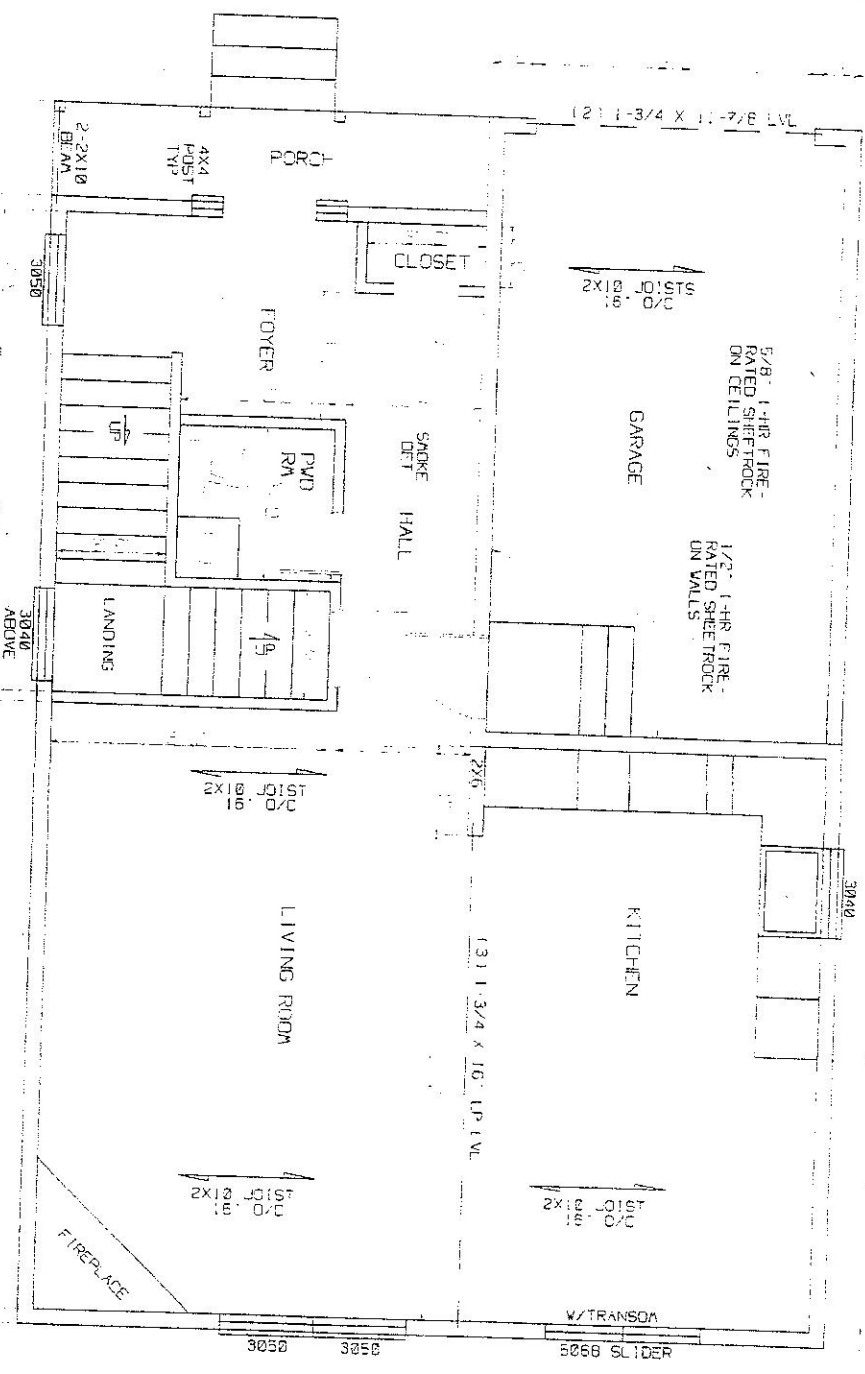 (2) 1-3/4 X 11-7/8 LVL
PORCH
4X4
POST
TYP
2-2X10
BEAM
3050
CLOSET
2X10 JOISTS
16" O/C
5/8" 1-HR FIRE-
RATED SHEETROCK
ON CEILINGS
GARAGE
1/2" 1-HR FIRE-
RATED SHEETROCK
ON WALLS
FOYER
UP
PWD
RM
SMOKE
DET
HALL
LANDING
UP
3040
ABOVE
2X6
2X10 JOIST
16" O/C
3040
KITCHEN
LIVING ROOM
(3) 1-3/4 X 16" LP LVL
2X10 JOIST
16" O/C
2X10 JOIST
16" O/C
FIREPLACE
W/TRANSOM
3050
3050
5068 SLIDER